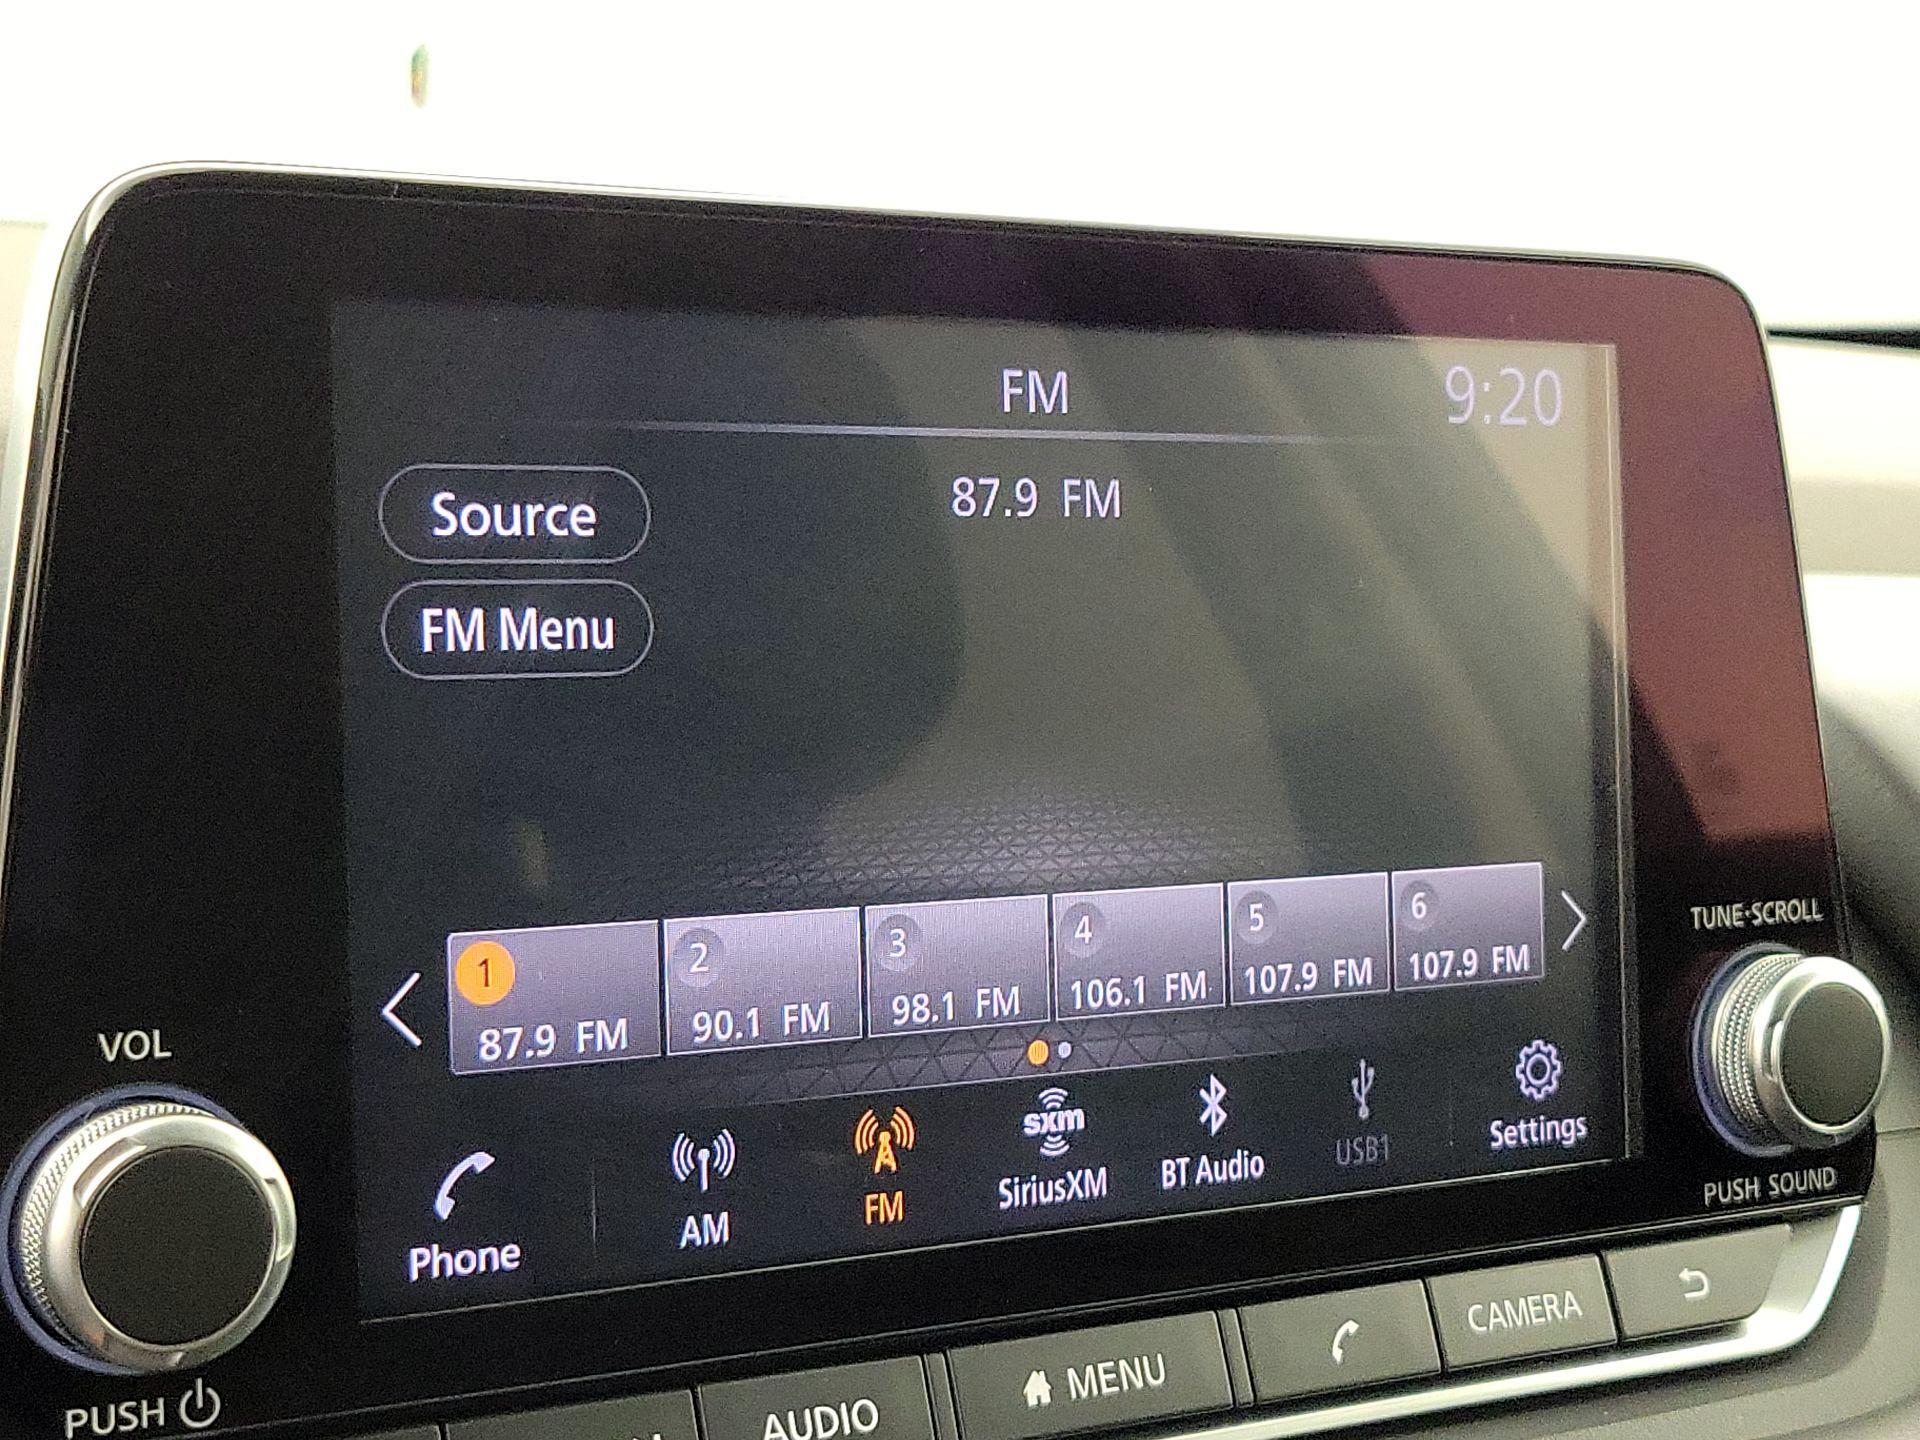 FM
9:20
87.9 FM
Source
FM Menu
1
87.9 FM
2
90.1 FM
3
98.1 FM
4
106.1 FM
5
107.9 FM
6
107.9 FM
Phone
AM
FM
sxm
SiriusXM
BT Audio
USB1
Settings
VOL
PUSH
TUNE·SCROLL
PUSH SOUND
AUDIO
MENU
CAMERA